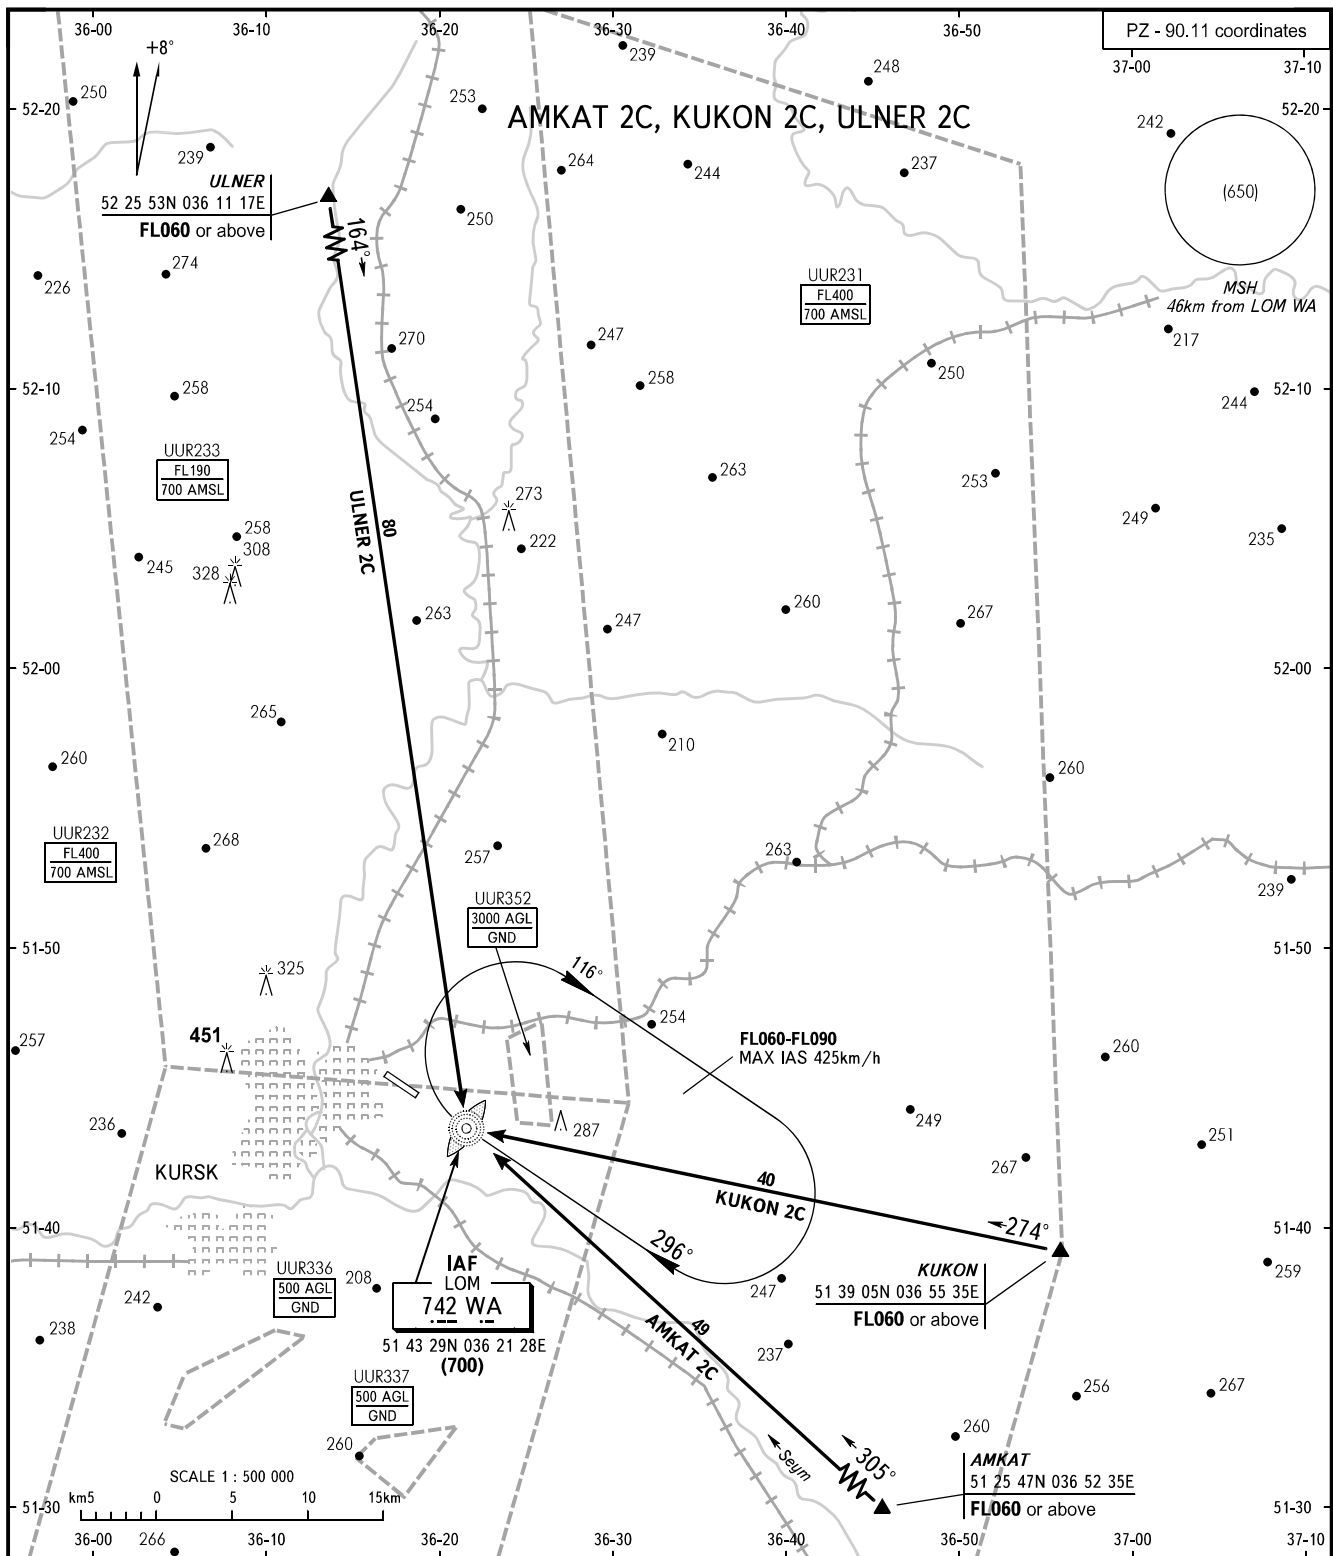 36-00
36-10
36-20
36-30
36-40
36-50
PZ - 90.11 coordinates
37-00
37-10
+8°
239
248
250
253
52-20
52-20
AMKAT 2C, KUKON 2C, ULNER 2C
242
239
264
244
237
(650)
ULNER
52 25 53N 036 11 17E
FL060 or above
250
164°
274
226
UUR231
FL400
700 AMSL
MSH
46km from LOM WA
217
270
247
250
258
258
52-10
52-10
254
254
244
UUR233
FL190
700 AMSL
263
253
273
249
235
80
ULNER 2C
258
308
245
328
222
263
247
260
267
52-00
52-00
265
210
260
260
UUR232
FL400
700 AMSL
268
257
263
239
UUR352
3000 AGL
GND
51-50
51-50
116°
325
254
451
257
FL060-FL090
MAX IAS 425km/h
260
249
236
287
251
267
KURSK
40
KUKON 2C
274°
51-40
51-40
296°
IAF
LOM
742 WA
51 43 29N 036 21 28E
(700)
UUR336
500 AGL
GND
208
247
KUKON
51 39 05N 036 55 35E
FL060 or above
259
242
238
49
AMKAT 2C
237
UUR337
500 AGL
GND
256
267
260
260
305°
Seym
AMKAT
51 25 47N 036 52 35E
FL060 or above
SCALE 1 : 500 000
km5
0
5
10
15km
51-30
51-30
266
36-00
36-10
36-20
36-30
36-40
36-50
37-00
37-10